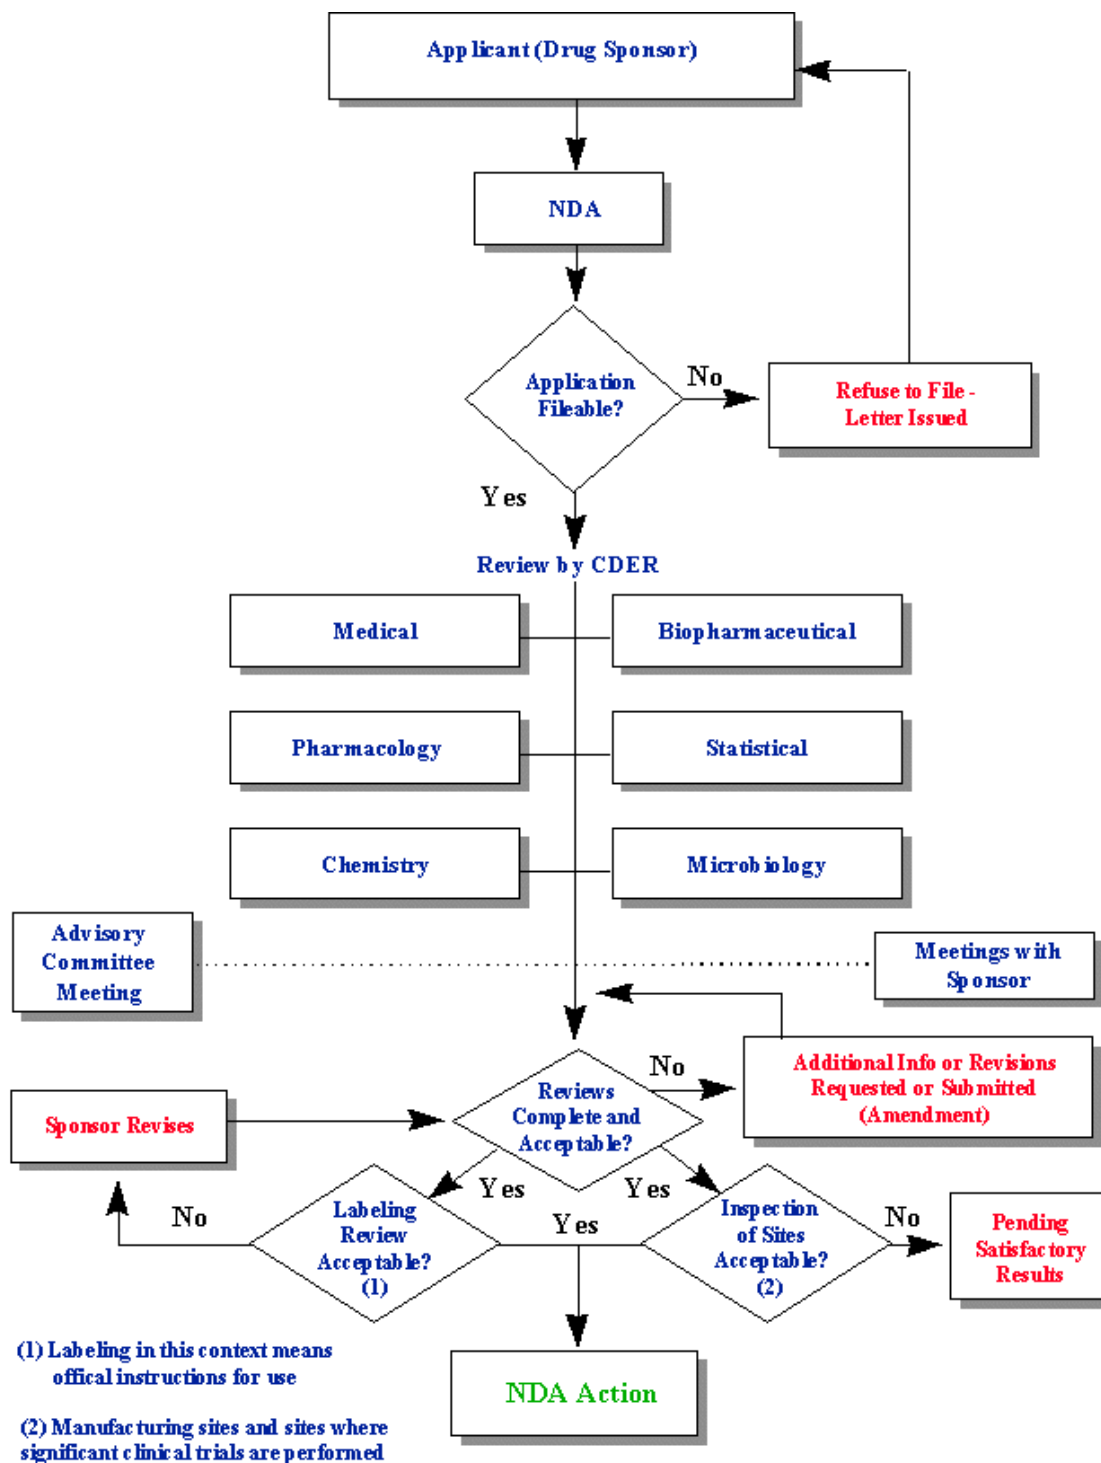 Applicant (Drug Sponsor)
NDA
Application
Fileable?
No
Refuse to File -
Letter Issued
Yes
Review by CDER
Medical
Biopharmaceutical
Pharmacology
Statistical
Chemistry
Microbiology
Advisory
Committee
Meeting
Meetings with
Sponsor
Reviews
Complete and
Acceptable?
No
Additional Info or Revisions
Requested or Submitted
(Amendment)
Sponsor Revises
Yes
Yes
Labeling
Review
Acceptable?
(1)
No
Yes
Inspection
of Sites
Acceptable?
(2)
No
Pending
Satisfactory
Results
NDA Action
(1) Labeling in this context means
offical instructions for use
(2) Manufacturing sites and sites where
significant clinical trials are performed